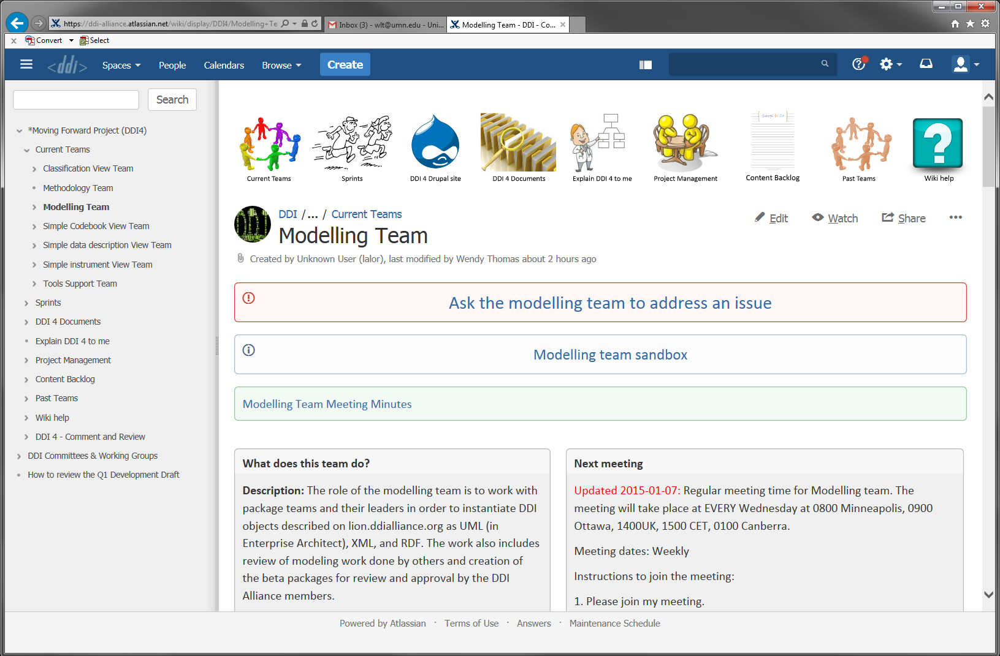 https://ddi-alliance.atlassian.net/wiki/display/DDI4/Modelling+Te
Inbox (3) - wlt@umn.edu - Uni...
Modelling Team - DDI - Co...
x Convert Select
<ddi> Spaces People Calendars Browse Create
Search
*Moving Forward Project (DDI4)
Current Teams
Classification View Team
Methodology Team
Modelling Team
Simple Codebook View Team
Simple data description View Team
Simple instrument View Team
Tools Support Team
Sprints
DDI 4 Documents
Explain DDI 4 to me
Project Management
Content Backlog
Past Teams
Wiki help
DDI 4 - Comment and Review
DDI Committees & Working Groups
How to review the Q1 Development Draft
things to do
Current Teams
Sprints
DDI 4 Drupal site
DDI 4 Documents
Explain DDI 4 to me
Project Management
Content Backlog
Past Teams
Wiki help
DDI /... / Current Teams
Edit Watch Share •••
Modelling Team
Created by Unknown User (lalor), last modified by Wendy Thomas about 2 hours ago
Ask the modelling team to address an issue
Modelling team sandbox
Modelling Team Meeting Minutes
What does this team do?
Description: The role of the modelling team is to work with
package teams and their leaders in order to instantiate DDI
objects described on lion.ddialliance.org as UML (in
Enterprise Architect), XML, and RDF. The work also includes
review of modeling work done by others and creation of
the beta packages for review and approval by the DDI
Alliance members.
Next meeting
Updated 2015-01-07: Regular meeting time for Modelling team. The
meeting will take place at EVERY Wednesday at 0800 Minneapolis, 0900
Ottawa, 1400UK, 1500 CET, 0100 Canberra.
Meeting dates: Weekly
Instructions to join the meeting:
1. Please join my meeting.
Powered by Atlassian · Terms of Use · Answers · Maintenance Schedule